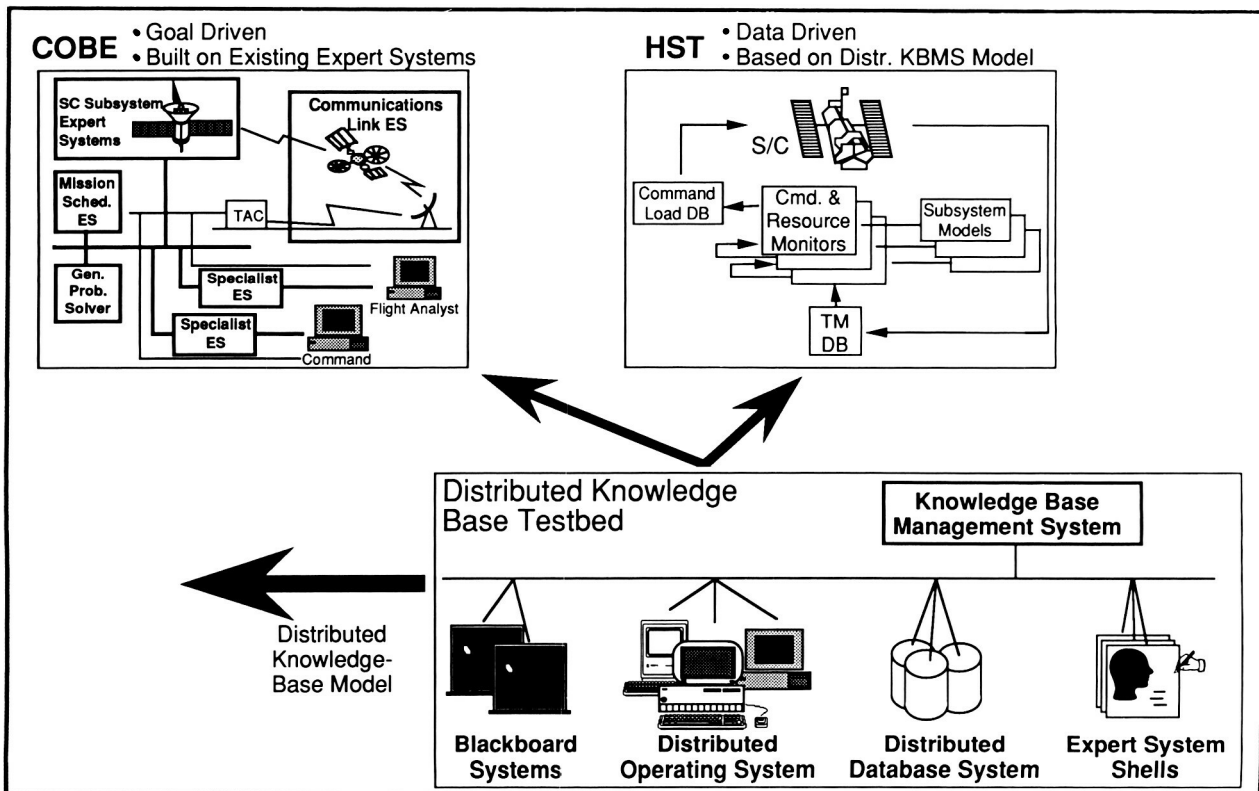 COBE
• Goal Driven
• Built on Existing Expert Systems
SC Subsystem
Expert
Systems
Communications
Link ES
Mission
Sched.
ES
TAC
Gen.
Prob.
Solver
Specialist
ES
Flight Analyst
Specialist
ES
Command
HST
• Data Driven
• Based on Distr. KBMS Model
S/C
Command
Load DB
Cmd. &
Resource
Monitors
Subsystem
Models
TM
DB
Distributed Knowledge
Base Testbed
Knowledge Base
Management System
Distributed
Knowledge-
Base Model
Blackboard
Systems
Distributed
Operating System
Distributed
Database System
Expert System
Shells